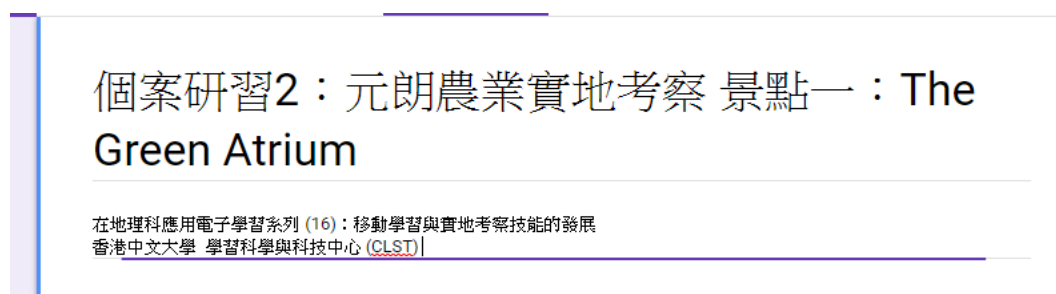 個案研習2：元朗農業實地考察 景點一：The
Green Atrium
在地理科應用電子學習系列 (16)：移動學習與實地考察技能的發展
香港中文大學 學習科學與科技中心 (CLST)